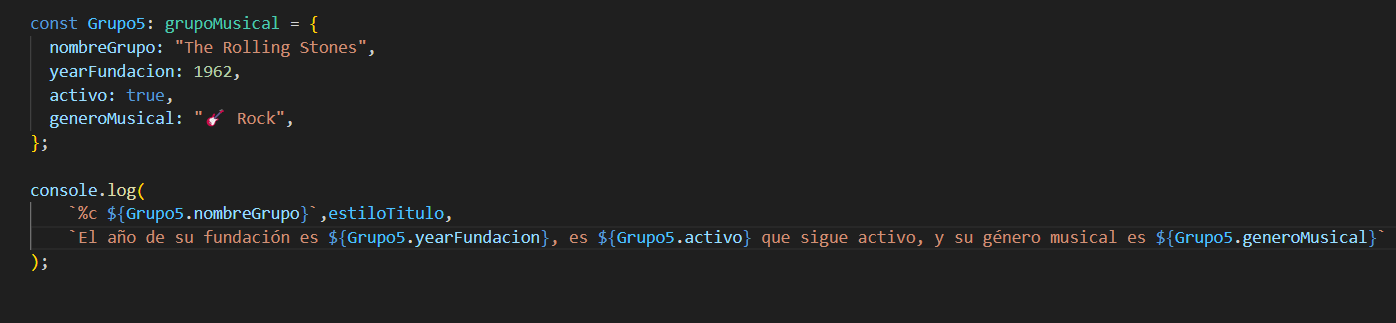 const Grupo5: grupoMusical = {
  nombreGrupo: "The Rolling Stones",
  yearFundacion: 1962,
  activo: true,
  generoMusical: "🎸 Rock",
};

console.log(
    `%c ${Grupo5.nombreGrupo}`,estiloTitulo,
    `El año de su fundación es ${Grupo5.yearFundacion}, es ${Grupo5.activo} que sigue activo, y su género musical es ${Grupo5.generoMusical}`
);